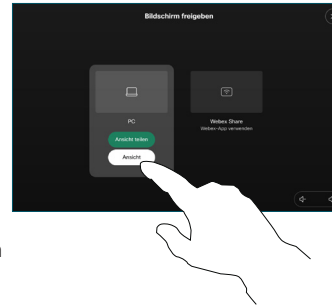 Bildschirm freigeben
PC
Webex Share
Webex-App verwenden
Ansicht teilen
Ansicht